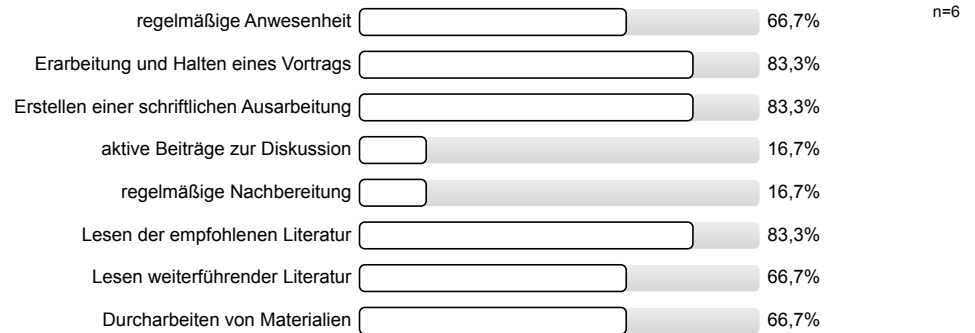 regelmäßige Anwesenheit 66,7% n=6
Erarbeitung und Halten eines Vortrags 83,3%
Erstellen einer schriftlichen Ausarbeitung 83,3%
aktive Beiträge zur Diskussion 16,7%
regelmäßige Nachbereitung 16,7%
Lesen der empfohlenen Literatur 83,3%
Lesen weiterführender Literatur 66,7%
Durcharbeiten von Materialien 66,7%